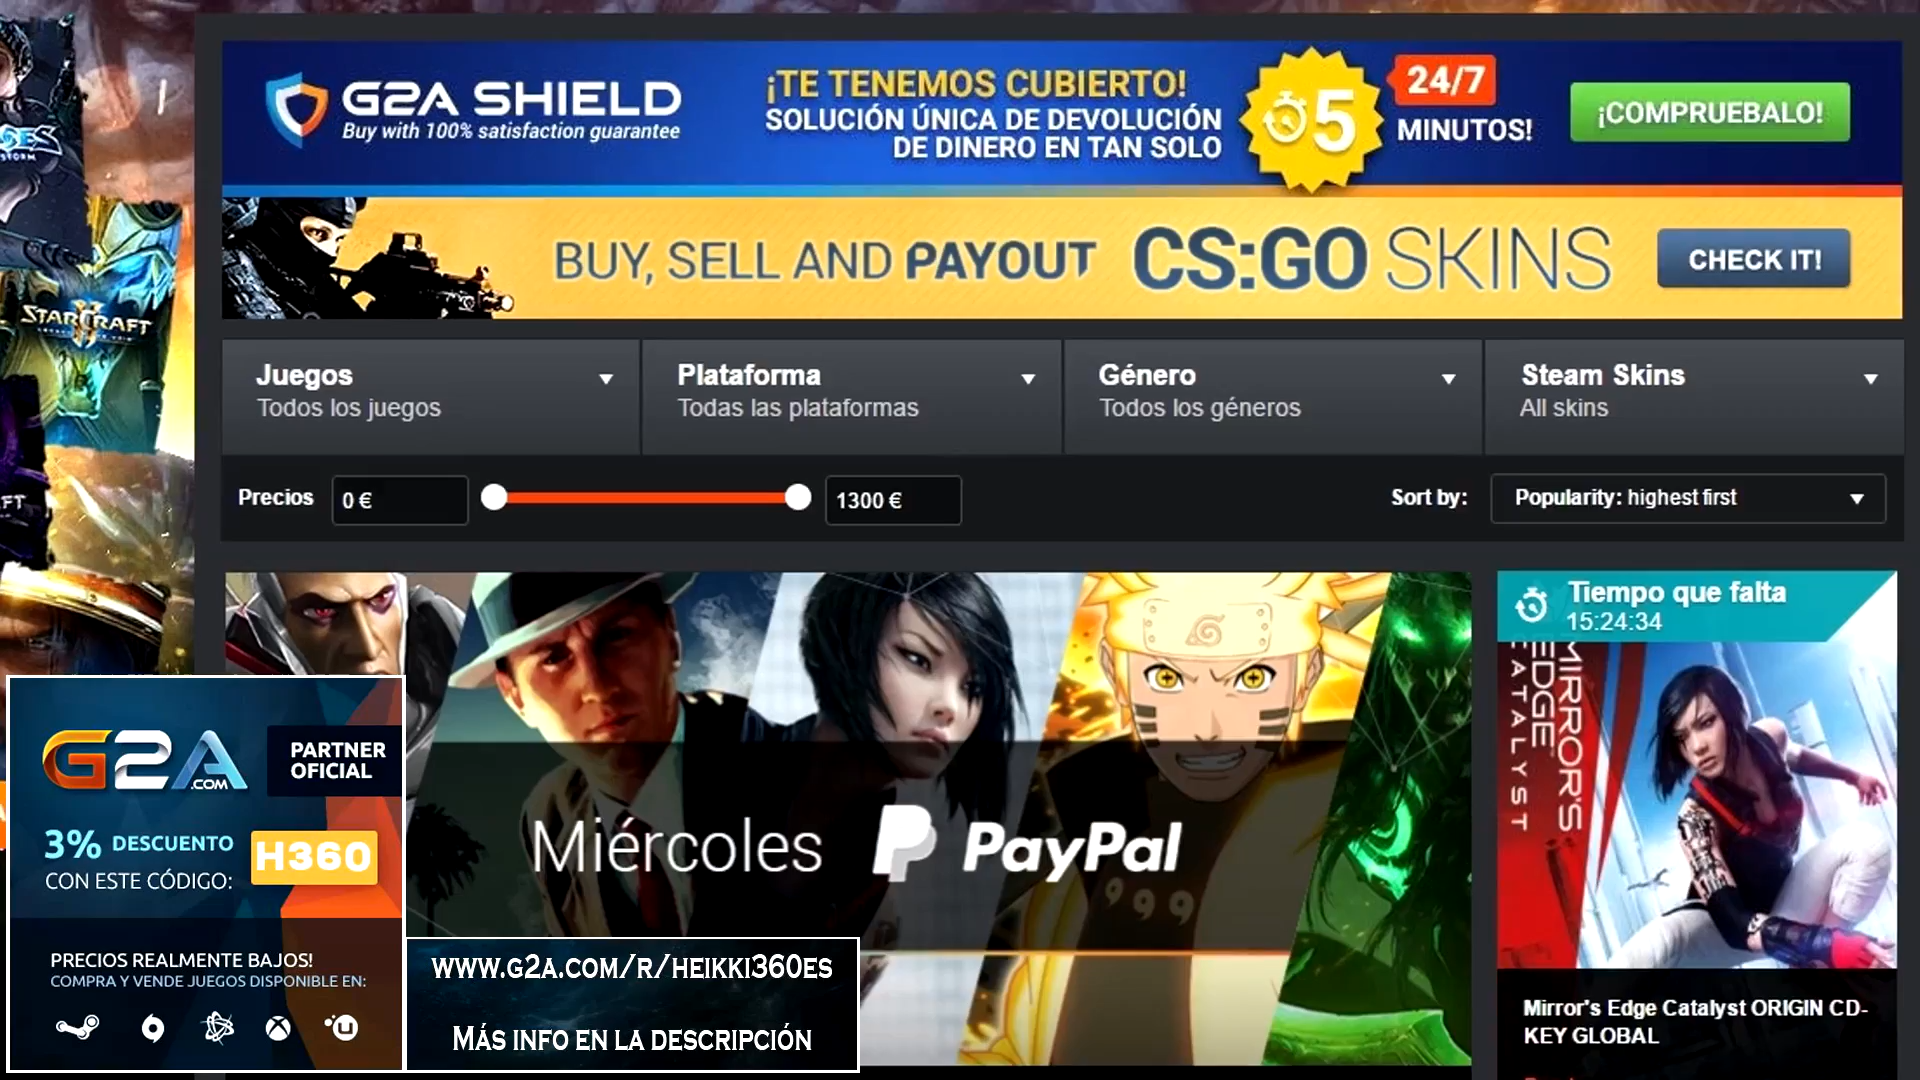 G2A SHIELD
Buy with 100% satisfaction guarantee
¡TE TENEMOS CUBIERTO!
SOLUCIÓN ÚNICA DE DEVOLUCIÓN
DE DINERO EN TAN SOLO
5
24/7
MINUTOS!
¡COMPRUEBALO!
BUY, SELL AND PAYOUT CS:GO SKINS
CHECK IT!
STORM
STARCRAFT
II
Juegos
Todos los juegos
Plataforma
Todas las plataformas
Género
Todos los géneros
Steam Skins
All skins
Precios
0 €
1300 €
Sort by:
Popularity: highest first
Tiempo que falta
15:24:34
MIRROR'S
EDGE
CATALYST
Miércoles PayPal
G2A.COM
PARTNER
OFICIAL
3% DESCUENTO
CON ESTE CÓDIGO:
H360
PRECIOS REALMENTE BAJOS!
COMPRA Y VENDE JUEGOS DISPONIBLE EN:
WWW.G2A.COM/R/HEIKKI360ES
MÁS INFO EN LA DESCRIPCIÓN
Mirror's Edge Catalyst ORIGIN CD-
KEY GLOBAL